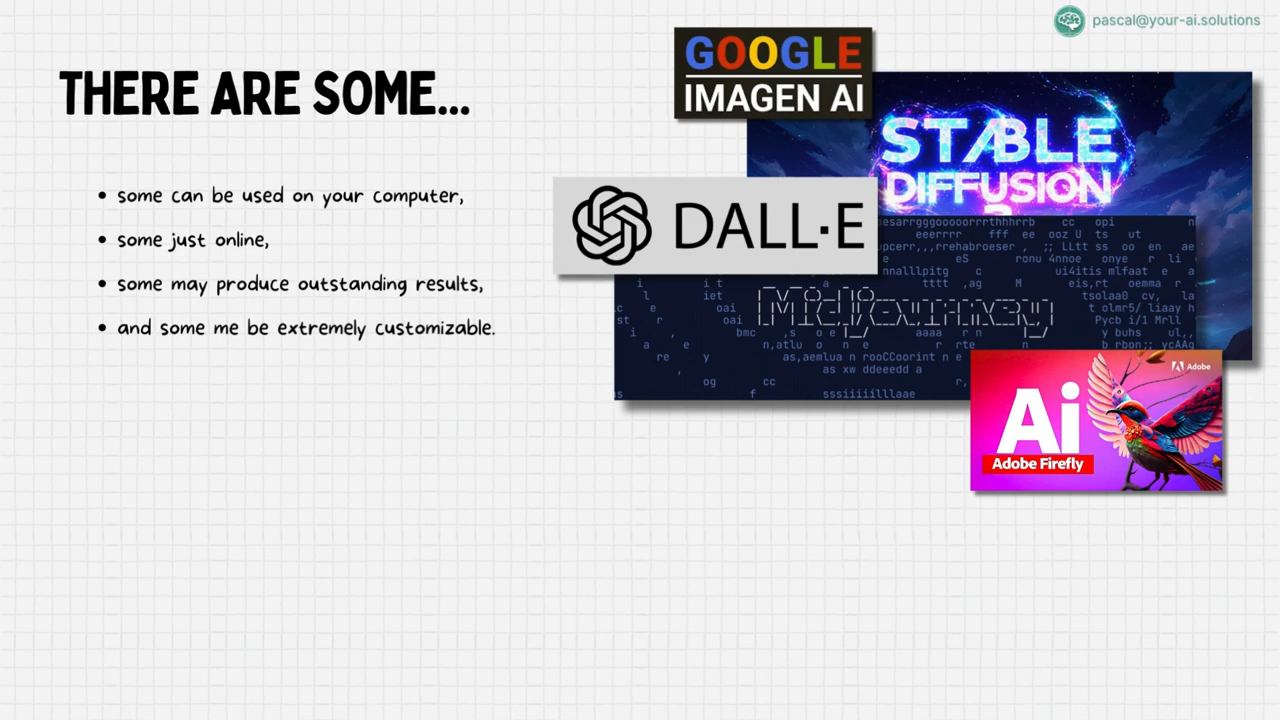 pascal@your-ai.solutions
THERE ARE SOME...
• some can be used on your computer,
• some just online,
• some may produce outstanding results,
• and some me be extremely customizable.
GOOGLE
IMAGEN AI
STABLE
DIFFUSION
DALL·E
Midjourney
Adobe
Ai
Adobe Firefly